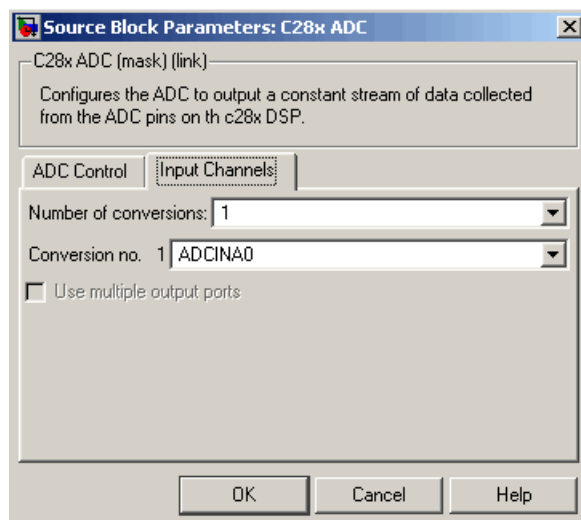 Source Block Parameters: C28x ADC
C28x ADC (mask) (link)
Configures the ADC to output a constant stream of data collected
from the ADC pins on th c28x DSP.
ADC Control Input Channels
Number of conversions: 1
Conversion no. 1 ADCINA0
Use multiple output ports
OK Cancel Help